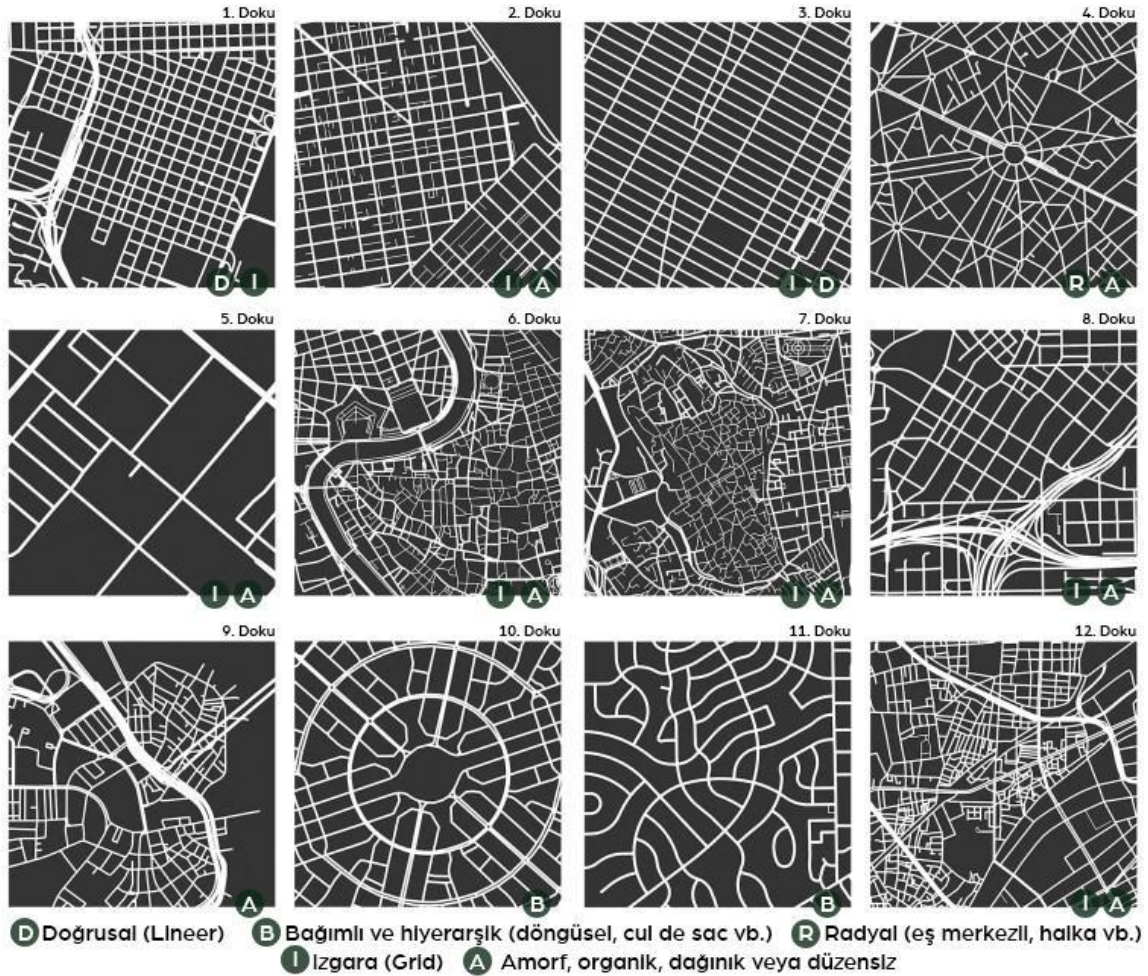 1. Doku
2. Doku
3. Doku
4. Doku
D I
I A
I D
R A
5. Doku
6. Doku
7. Doku
8. Doku
I A
I A
I A
I A
9. Doku
10. Doku
11. Doku
12. Doku
A
B
B
I A
D Doğrusal (Lineer) B Bağımlı ve hiyerarşik (döngüsel, cul de sac vb.) R Radyal (eş merkezli, halka vb.)
I Izgara (Grid) A Amorf, organik, dağınık veya düzensiz